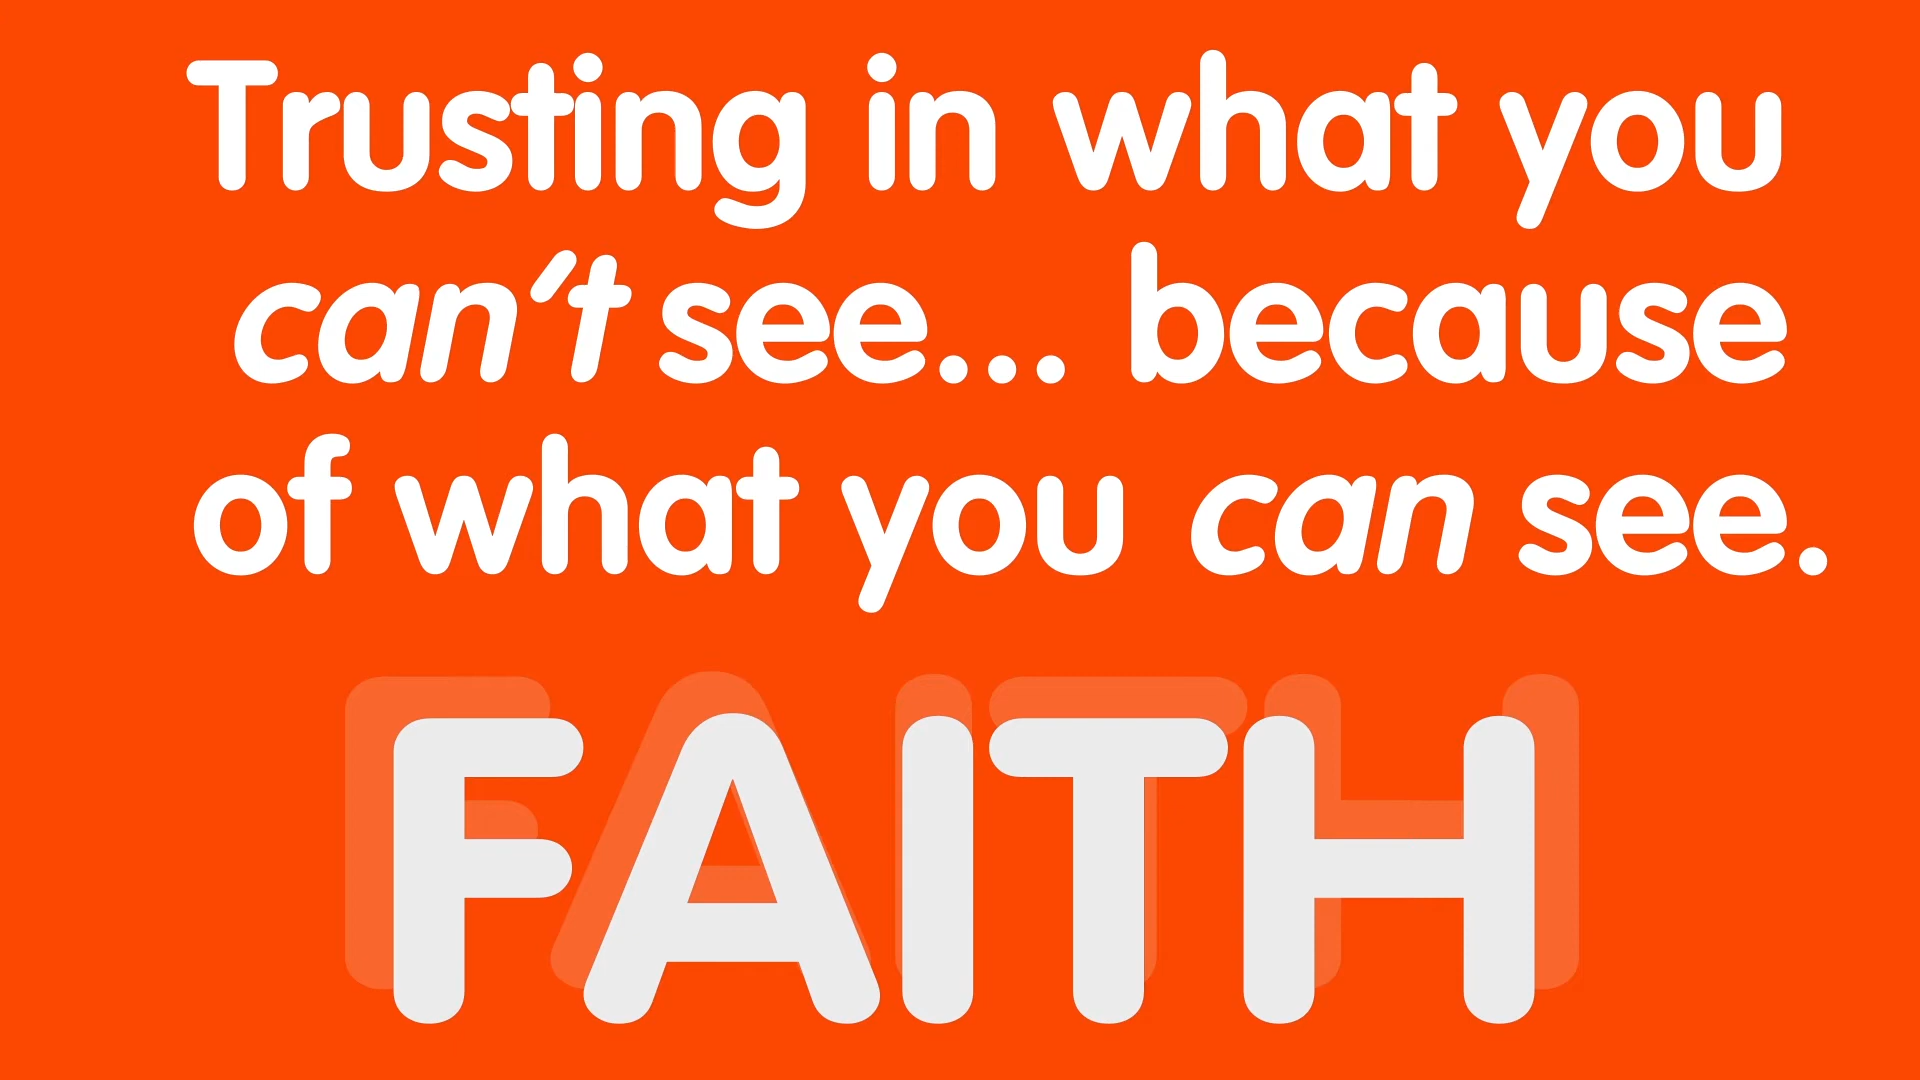 Trusting in what you
can't see... because
of what you can see.
FAITH